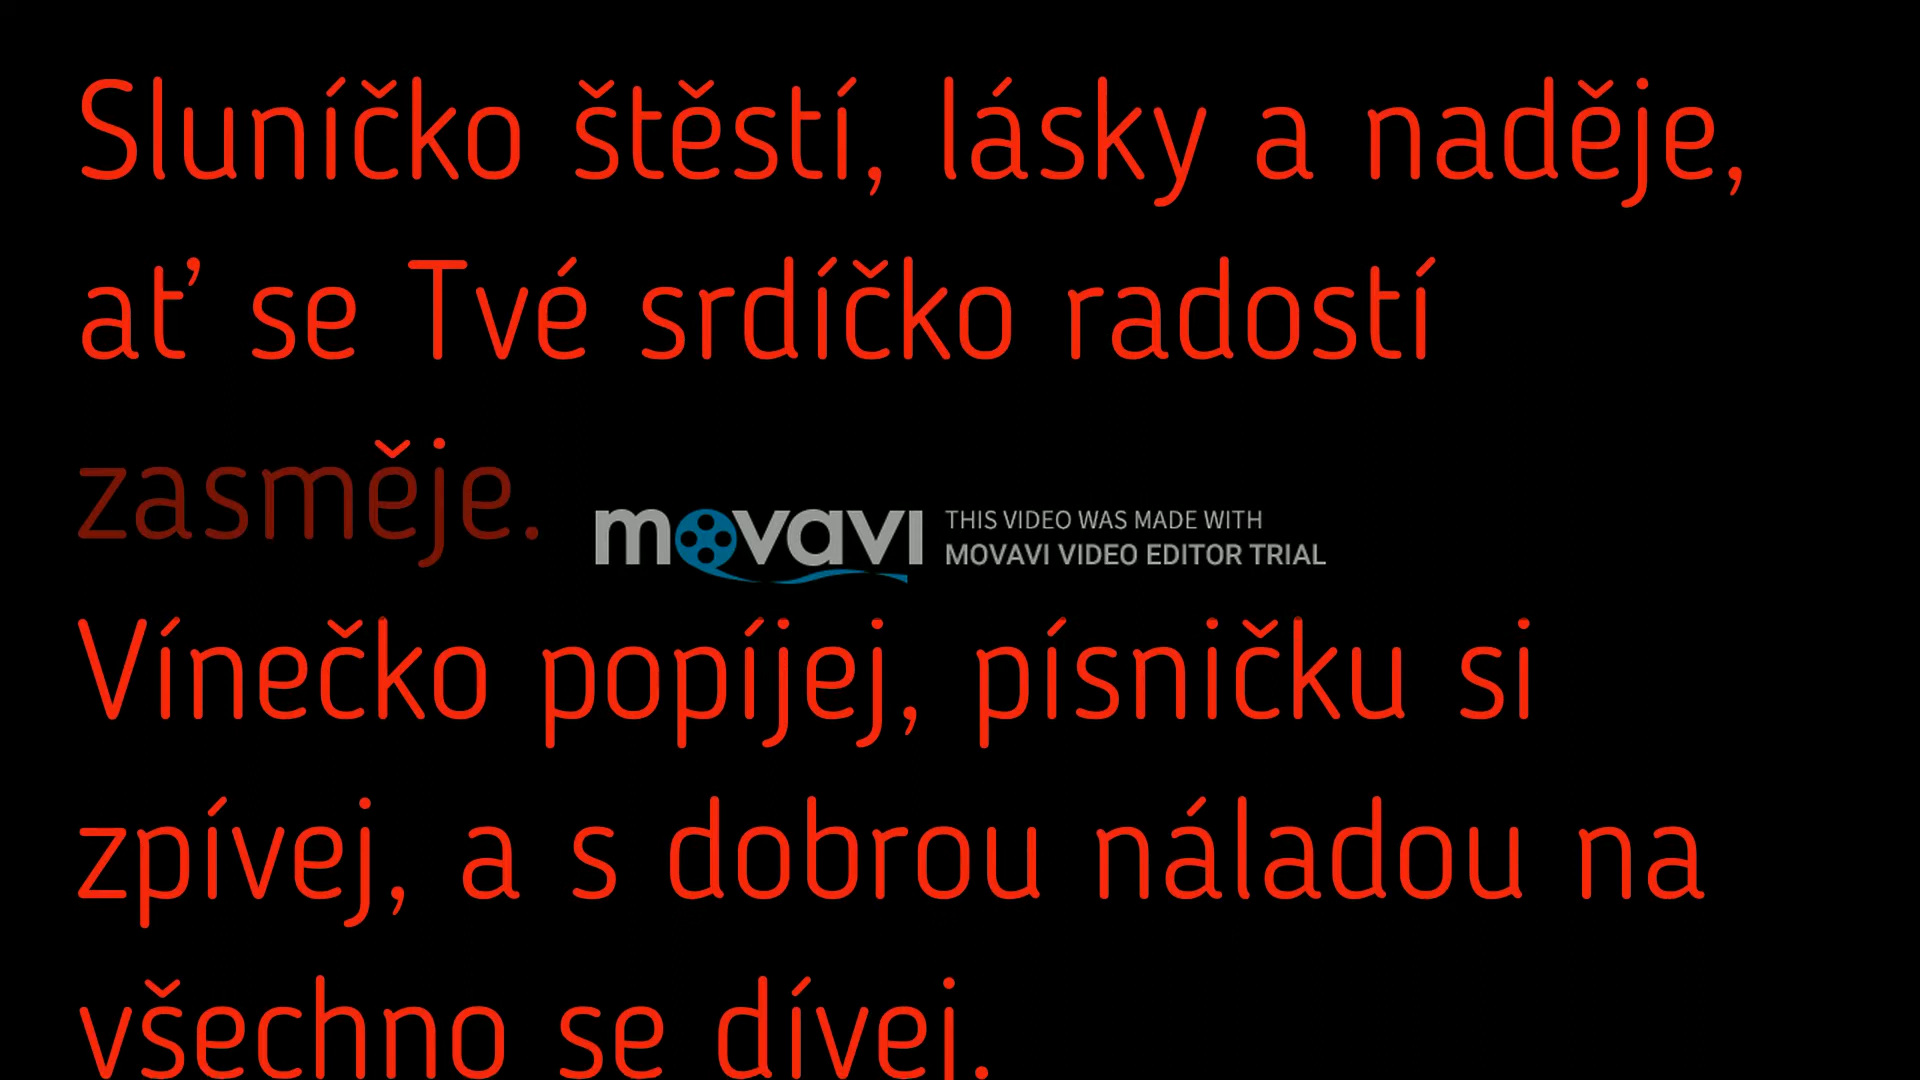 Sluníčko štěstí, lásky a naděje,
ať se Tvé srdíčko radostí
zasměje.
movavi THIS VIDEO WAS MADE WITH
MOVAVI VIDEO EDITOR TRIAL
Vínečko popíjej, písničku si
zpívej, a s dobrou náladou na
všechno se dívej.